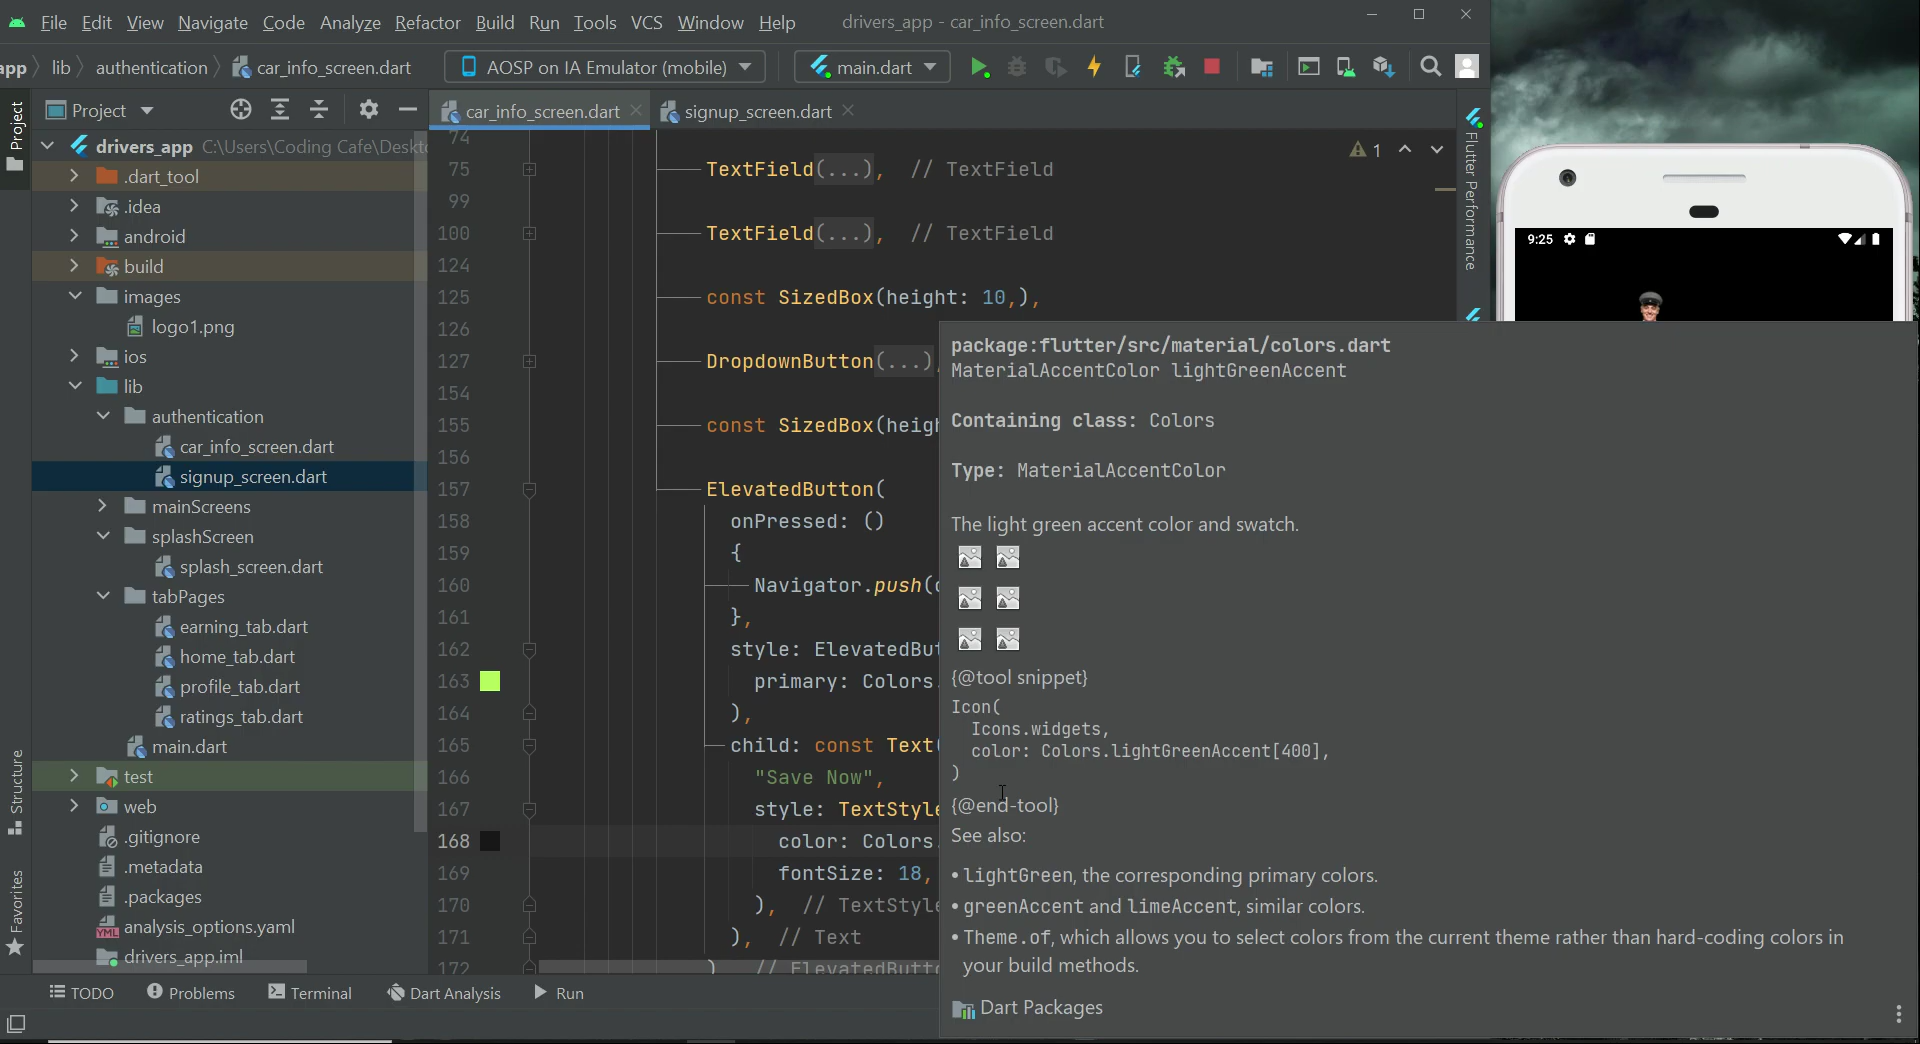 File Edit View Navigate Code Analyze Refactor Build Run Tools VCS Window Help drivers_app - car_info_screen.dart
app lib authentication car_info_screen.dart AOSP on IA Emulator (mobile) main.dart
Project
car_info_screen.dart signup_screen.dart
Project
Structure
Favorites
drivers_app C:\Users\Coding Cafe\Deskto
.dart_tool
.idea
android
build
images
logo1.png
ios
lib
authentication
car_info_screen.dart
signup_screen.dart
mainScreens
splashScreen
splash_screen.dart
tabPages
earning_tab.dart
home_tab.dart
profile_tab.dart
ratings_tab.dart
main.dart
test
web
.gitignore
.metadata
.packages
analysis_options.yaml
drivers_app.iml
1
74
75 TextField(...), // TextField
99
100 TextField(...), // TextField
124
125 const SizedBox(height: 10,),
126
127 DropdownButton(...)
154
155 const SizedBox(heigh
156
157 ElevatedButton(
158 onPressed: ()
159 {
160 Navigator.push(c
161 },
162 style: ElevatedBut
163 primary: Colors.
164 ),
165 child: const Text(
166 "Save Now",
167 style: TextStyle
168 color: Colors.
169 fontSize: 18,
170 ), // TextStyle
171 ), // Text
172 ) // ElevatedButto
Flutter Performance
9:25
package:flutter/src/material/colors.dart
MaterialAccentColor lightGreenAccent
Containing class: Colors
Type: MaterialAccentColor
The light green accent color and swatch.
{@tool snippet}
Icon(
Icons.widgets,
color: Colors.lightGreenAccent[400],
)
{@end-tool}
See also:
• lightGreen, the corresponding primary colors.
• greenAccent and limeAccent, similar colors.
• Theme.of, which allows you to select colors from the current theme rather than hard-coding colors in
your build methods.
Dart Packages
TODO Problems Terminal Dart Analysis Run